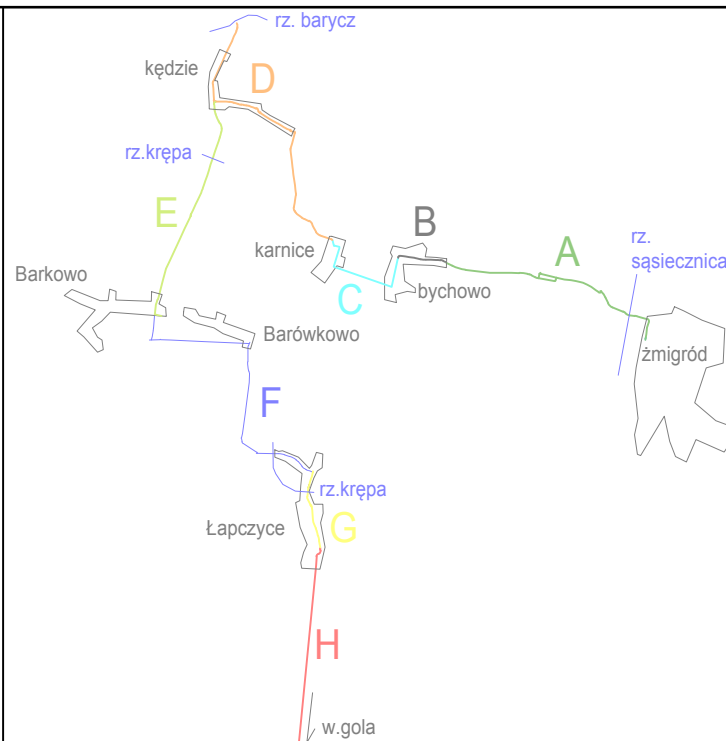 rz. barycz
kędzie
D
rz.krępa
E
B
rz.
sąsiecznica
karnice
A
Barkowo
C
bychowo
Barówkowo
żmigród
F
rz.krępa
Łapczyce
G
H
w.gola